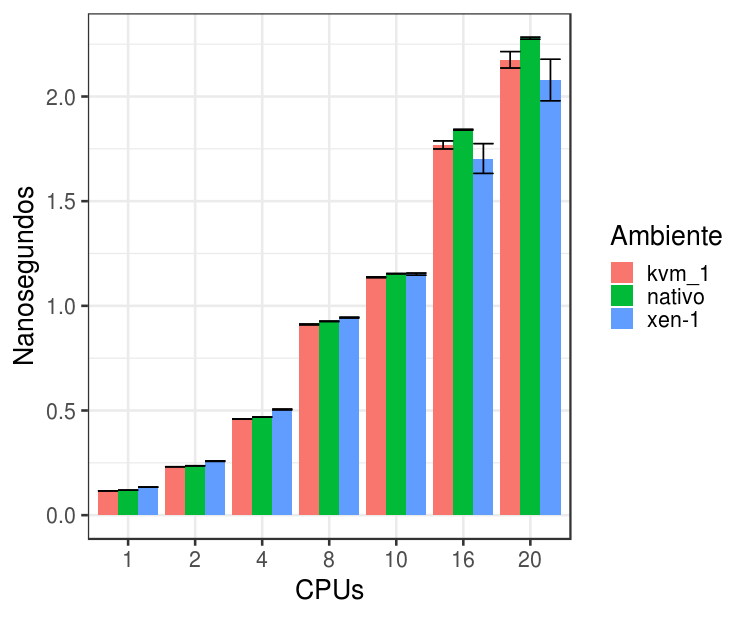 Nanosegundos
2.0
1.5
1.0
0.5
0.0
1 2 4 8 10 16 20
CPUs
Ambiente
kvm_1
nativo
xen-1